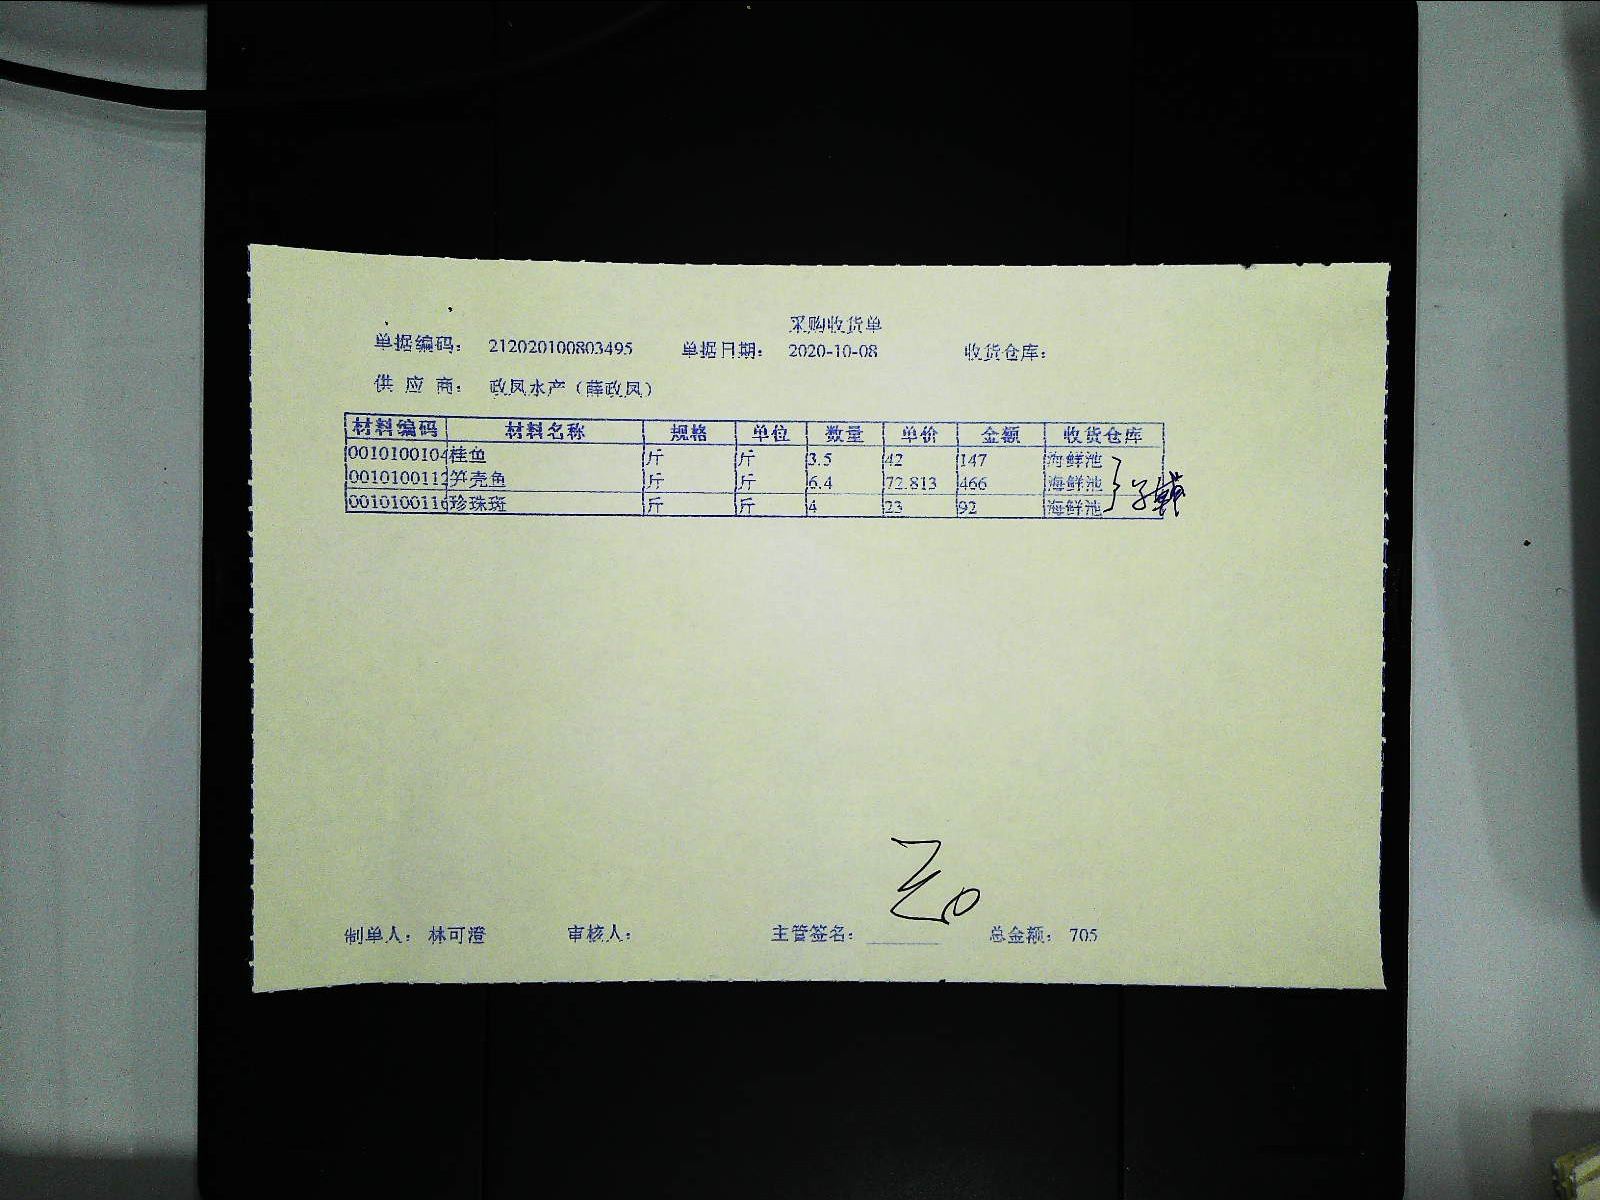 采购收货单
单据编码： 212020100803495 单据日期： 2020-10-08 收货仓库：
供 应 商： 政凤水产（薛政凤）
材料编码 材料名称 规格 单位 数量 单价 金额 收货仓库
0010100104 桂鱼 斤 斤 3.5 42 147 海鲜池
0010100112 笋壳鱼 斤 斤 6.4 72.813 466 海鲜池
0010100116 珍珠斑 斤 斤 4 23 92 海鲜池
制单人： 林可澄 审核人： 主管签名： 总金额： 705